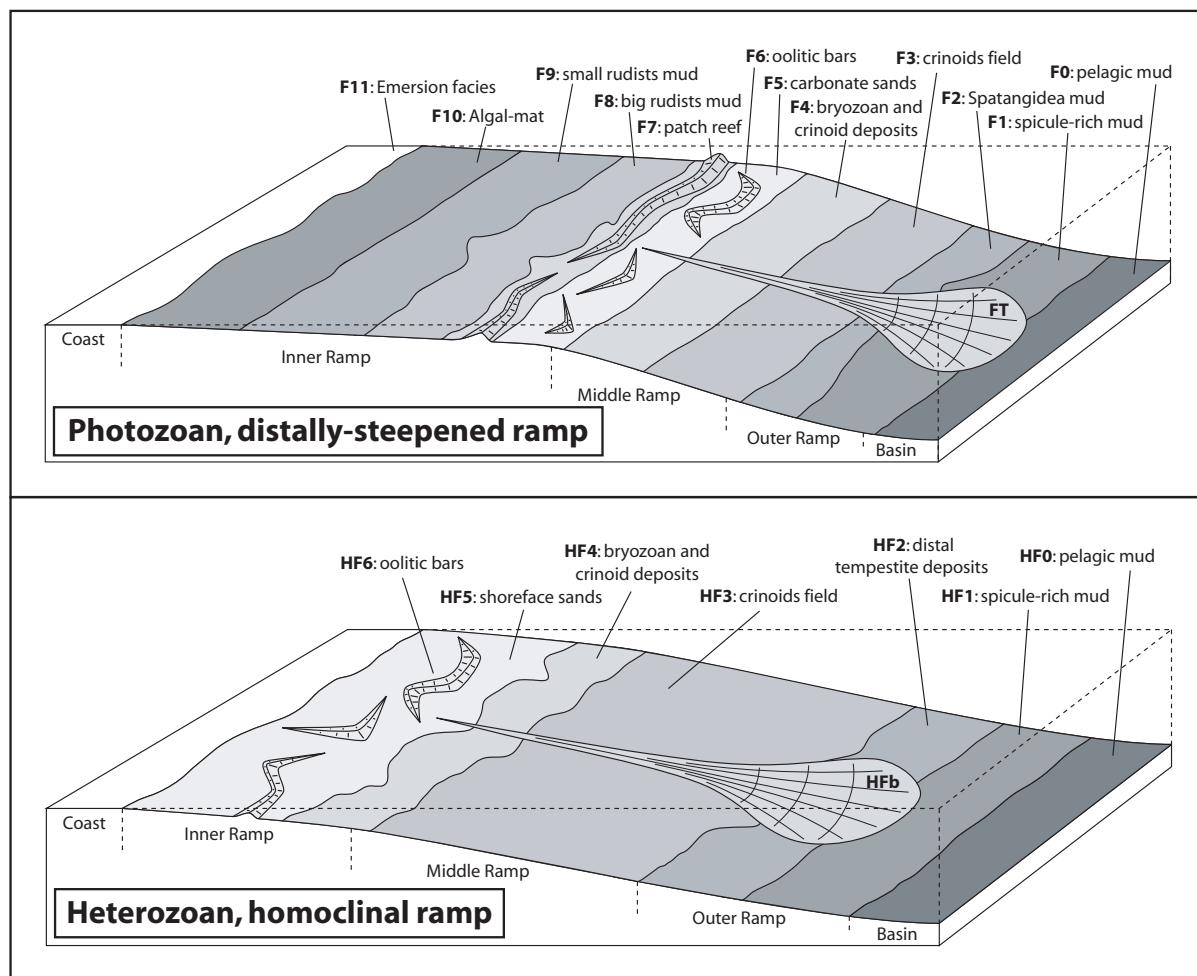 F6: oolitic bars
F3: crinoids field
F9: small rudists mud
F5: carbonate sands
F0: pelagic mud
F11: Emersion facies
F8: big rudists mud
F4: bryozoan and
crinoid deposits
F2: Spatangidea mud
F10: Algal-mat
F7: patch reef
F1: spicule-rich mud
FT
Coast
Inner Ramp
Middle Ramp
Outer Ramp
Basin
Photozoan, distally-steepened ramp
HF6: oolitic bars
HF4: bryozoan and
crinoid deposits
HF2: distal
tempestite deposits
HF0: pelagic mud
HF5: shoreface sands
HF3: crinoids field
HF1: spicule-rich mud
HFb
Coast
Inner Ramp
Middle Ramp
Outer Ramp
Basin
Heterozoan, homoclinal ramp